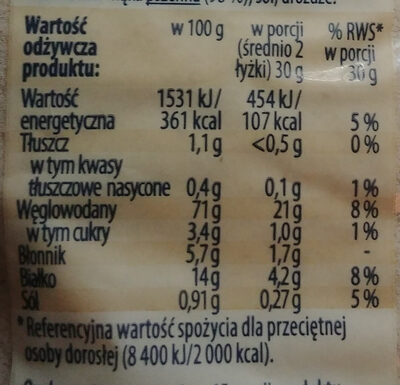 pszenna (98%), sól, drożdże.
Wartość odżywcza produktu: w 100 g w porcji (średnio 2 łyżki) 30 g % RWS* w porcji 30 g
Wartość energetyczna 1531 kJ/ 361 kcal 454 kJ/ 107 kcal 5 %
Tłuszcz 1,1 g <0,5 g 0 %
w tym kwasy tłuszczowe nasycone 0,4 g 0,1 g 1 %
Węglowodany 71 g 21 g 8 %
w tym cukry 3,4 g 1,0 g 1 %
Błonnik 5,7 g 1,7 g -
Białko 14 g 4,2 g 8 %
Sól 0,91 g 0,27 g 5 %
* Referencyjna wartość spożycia dla przeciętnej
osoby dorosłej (8 400 kJ/2 000 kcal).